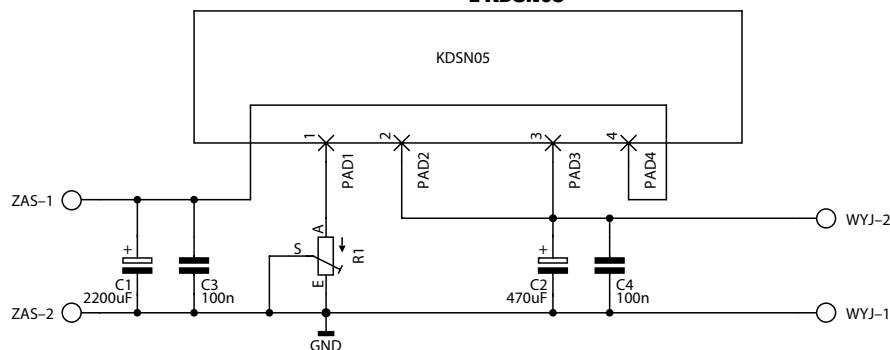 KDSN05
1
2
3
4
PAD1
PAD2
PAD3
PAD4
ZAS–1
WYJ–2
A
S
R1
E
+
C1
2200uF
C3
100n
+
C2
470uF
C4
100n
ZAS–2
WYJ–1
GND